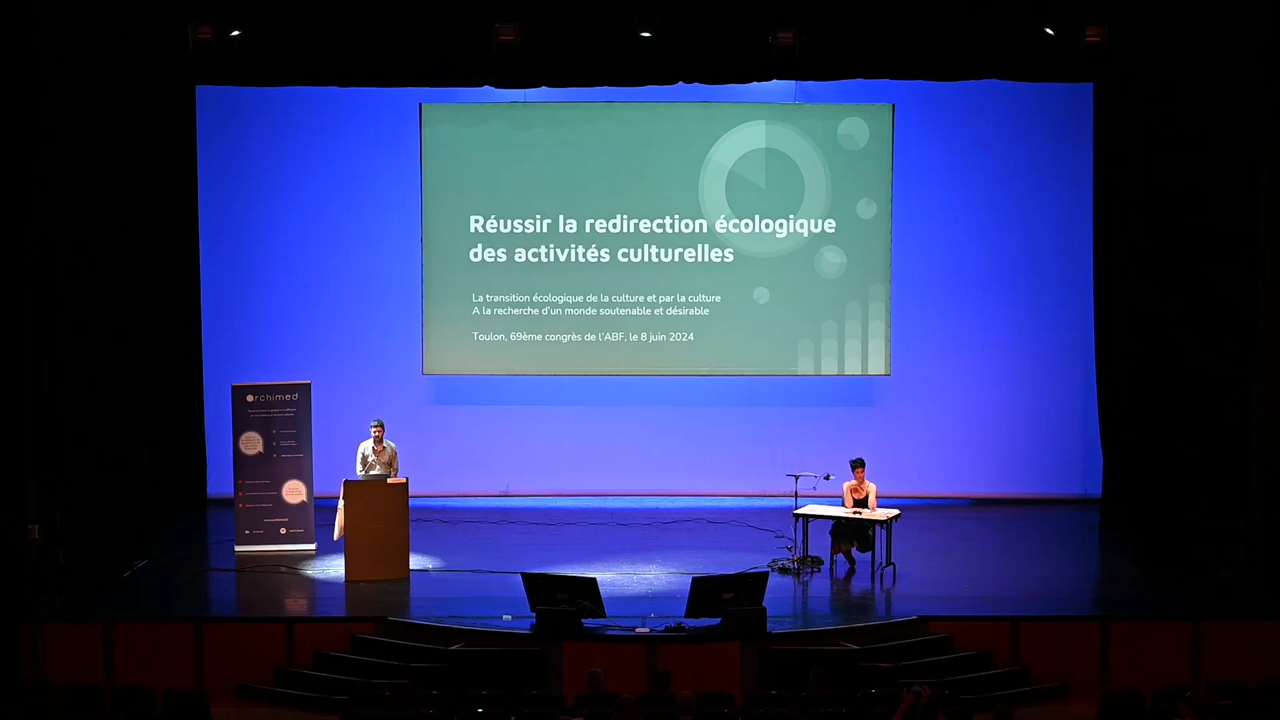 Réussir la redirection écologique
des activités culturelles
La transition écologique de la culture et par la culture
A la recherche d'un monde soutenable et désirable
Toulon, 69ème congrès de l'ABF, le 8 juin 2024
archimed